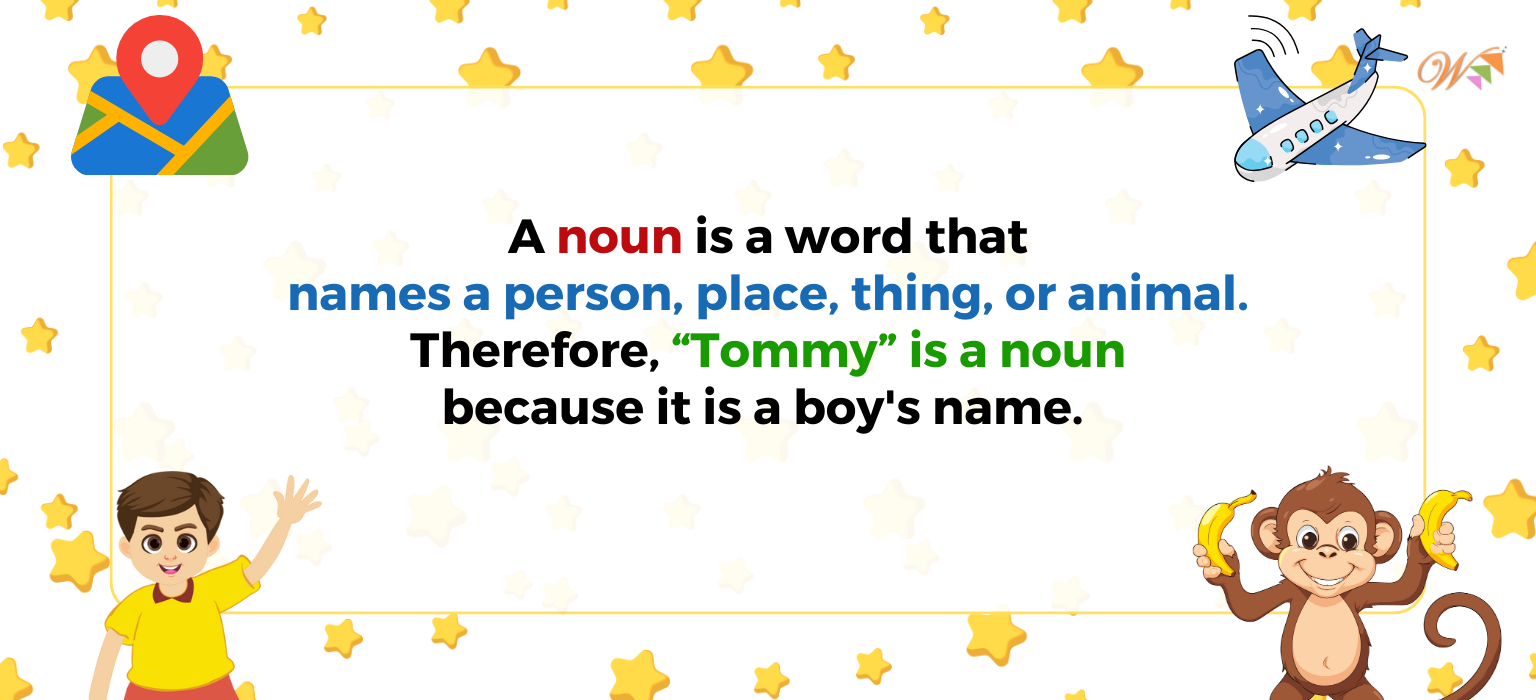 A noun is a word that
names a person, place, thing, or animal.
Therefore, “Tommy” is a noun
because it is a boy's name.
W